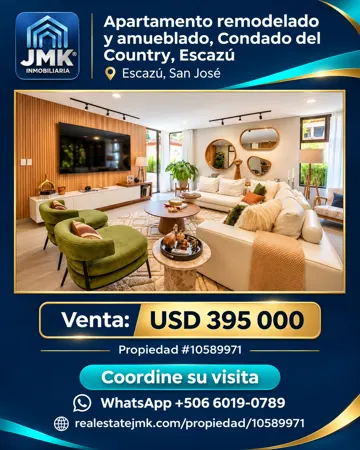 JMK®
INMOBILIARIA
Apartamento remodelado
y amueblado, Condado del
Country, Escazú
Escazú, San José
Venta: USD 395 000
Propiedad #10589971
Coordine su visita
WhatsApp +506 6019-0789
realestatejmk.com/propiedad/10589971